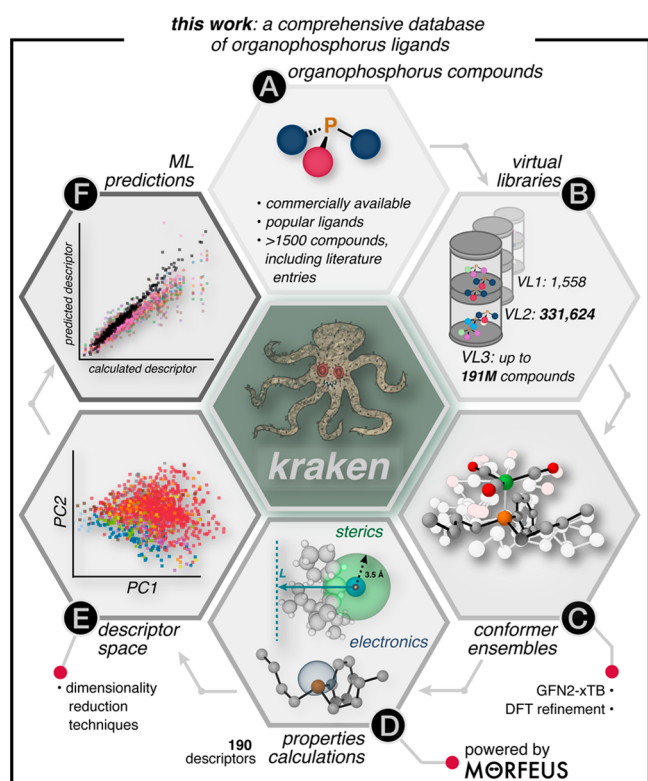 this work: a comprehensive database
of organophosphorus ligands
A
organophosphorus compounds
P
• commercially available
• popular ligands
• >1500 compounds,
including literature
entries
B
virtual
libraries
VL1: 1,558
VL2: 331,624
VL3: up to
191M compounds
C
conformer
ensembles
GFN2-xTB •
DFT refinement •
D
properties
calculations
190
descriptors
sterics
L
3.5 Å
electronics
powered by
MORFEUS
E
descriptor
space
PC2
PC1
• dimensionality
reduction
techniques
F
ML
predictions
predicted descriptor
calculated descriptor
kraken